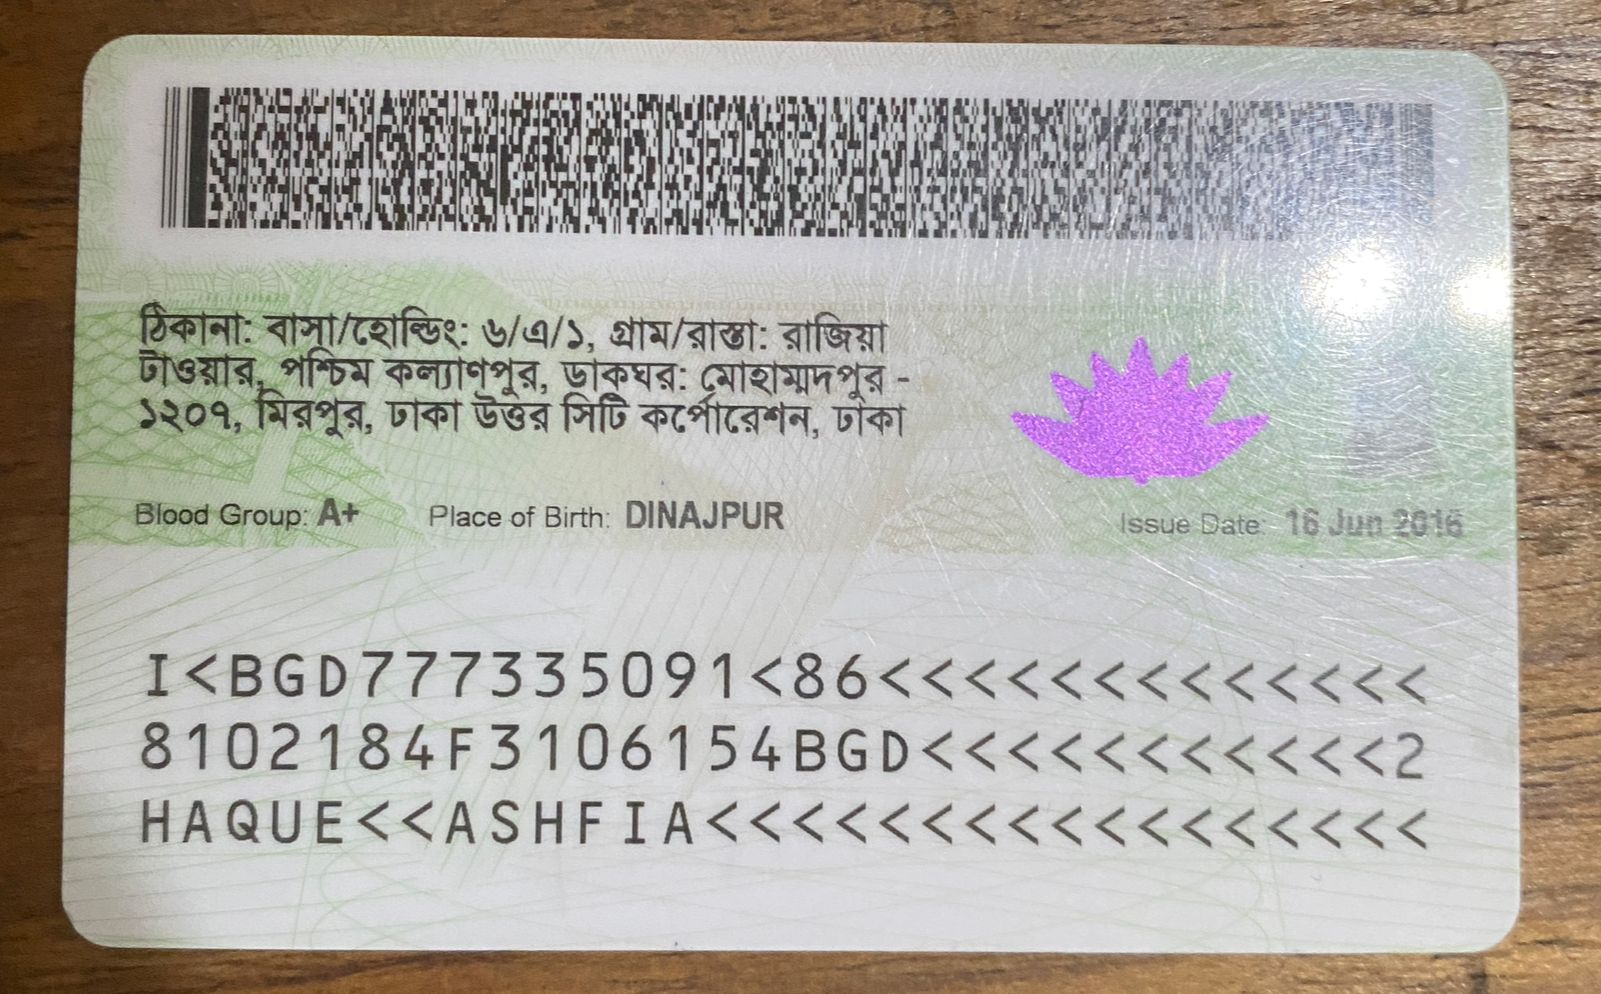 ঠিকানা: বাসা/হোল্ডিং: ৬/এ/১, গ্রাম/রাস্তা: রাজিয়া
টাওয়ার, পশ্চিম কল্যাণপুর, ডাকঘর: মোহাম্মদপুর -
১২০৭, মিরপুর, ঢাকা উত্তর সিটি কর্পোরেশন, ঢাকা
Blood Group: A+ Place of Birth: DINAJPUR Issue Date: 16 Jun 2016
I<BGD777335091<86<<<<<<<<<<<<<
8102184F3106154BGD<<<<<<<<<<<2
HAQUE<<ASHFIA<<<<<<<<<<<<<<<<<